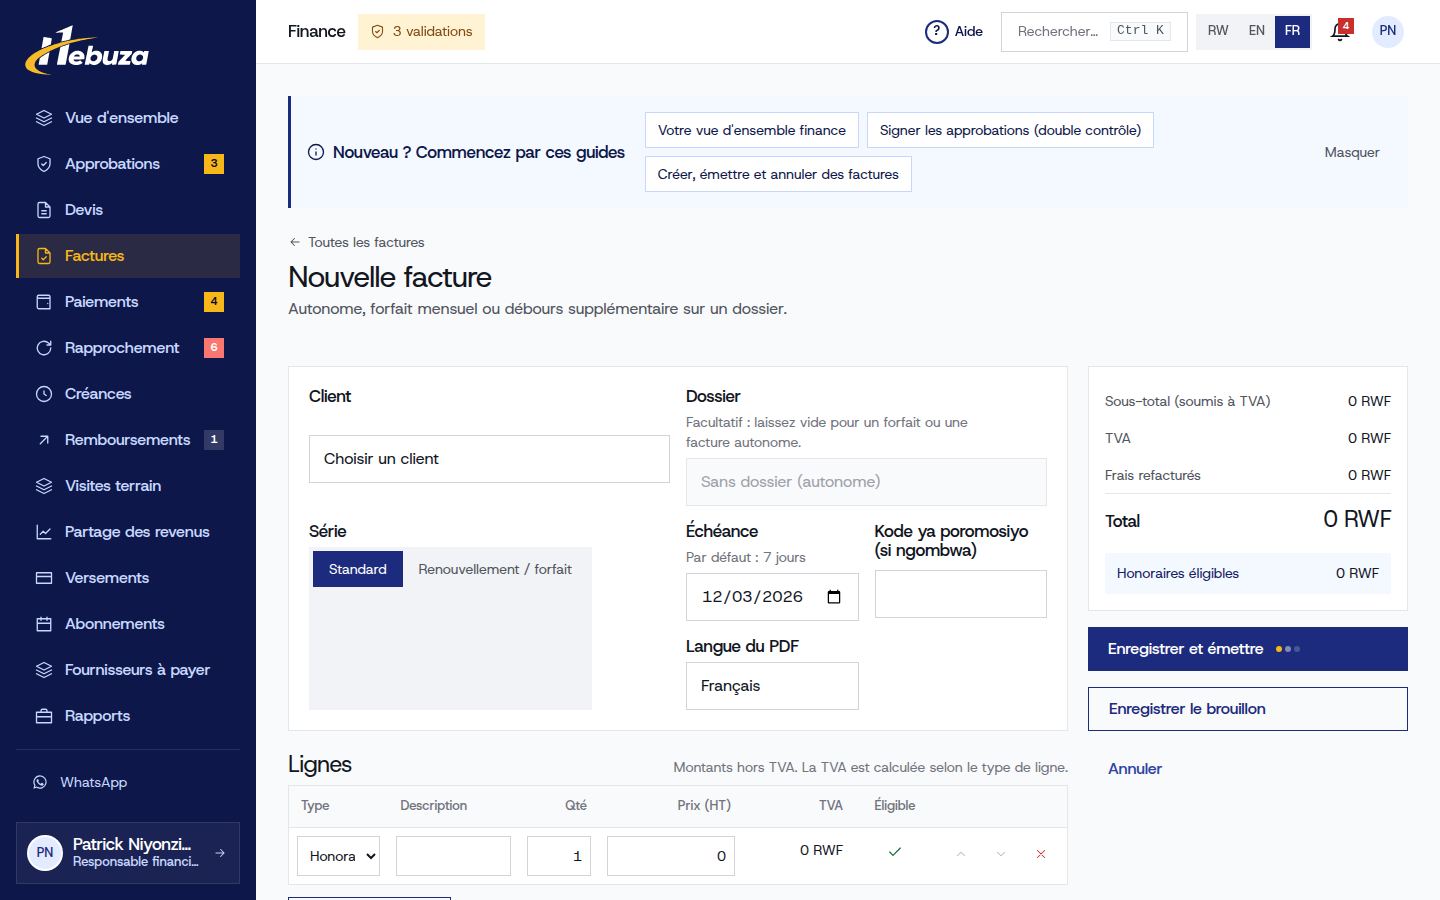 Hebuza
Vue d'ensemble
Approbations 3
Devis
Factures
Paiements 4
Rapprochement 6
Créances
Remboursements 1
Visites terrain
Partage des revenus
Versements
Abonnements
Fournisseurs à payer
Rapports
WhatsApp
PN Patrick Niyonzi...
Responsable financi...
Finance 3 validations
? Aide Rechercher... Ctrl K RW EN FR 4 PN
Nouveau ? Commencez par ces guides
Votre vue d'ensemble finance Signer les approbations (double contrôle)
Créer, émettre et annuler des factures
Masquer
← Toutes les factures
Nouvelle facture
Autonome, forfait mensuel ou débours supplémentaire sur un dossier.
Client
Choisir un client
Dossier
Facultatif : laissez vide pour un forfait ou une
facture autonome.
Sans dossier (autonome)
Série
Standard Renouvellement / forfait
Échéance
Par défaut : 7 jours
12/03/2026
Kode ya poromosiyo
(si ngombwa)
Langue du PDF
Français
Sous-total (soumis à TVA) 0 RWF
TVA 0 RWF
Frais refacturés 0 RWF
Total 0 RWF
Honoraires éligibles 0 RWF
Enregistrer et émettre
Enregistrer le brouillon
Annuler
Lignes
Montants hors TVA. La TVA est calculée selon le type de ligne.
Type Description Qté Prix (HT) TVA Éligible
Honora 1 0 0 RWF